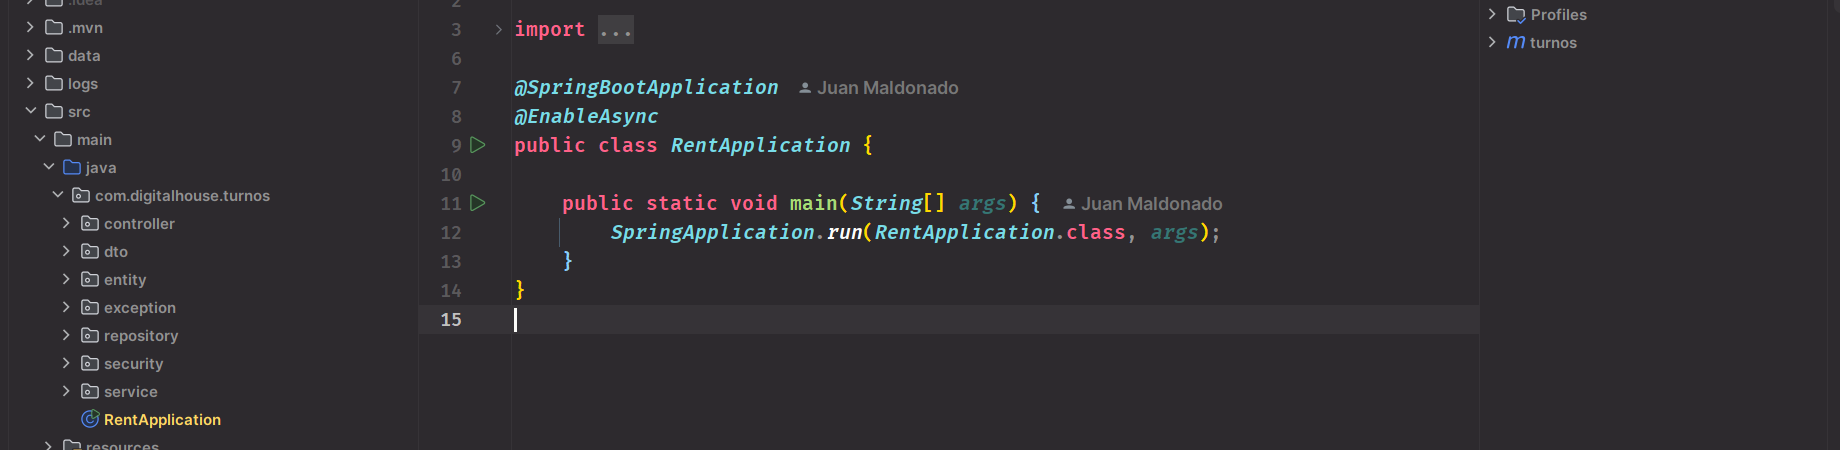 .idea
.mvn
data
logs
src
main
java
com.digitalhouse.turnos
controller
dto
entity
exception
repository
security
service
RentApplication
resources
2
3 import ...
6
7 @SpringBootApplication Juan Maldonado
8 @EnableAsync
9 public class RentApplication {
10
11 public static void main(String[] args) { Juan Maldonado
12 SpringApplication.run(RentApplication.class, args);
13 }
14 }
15
Profiles
m turnos